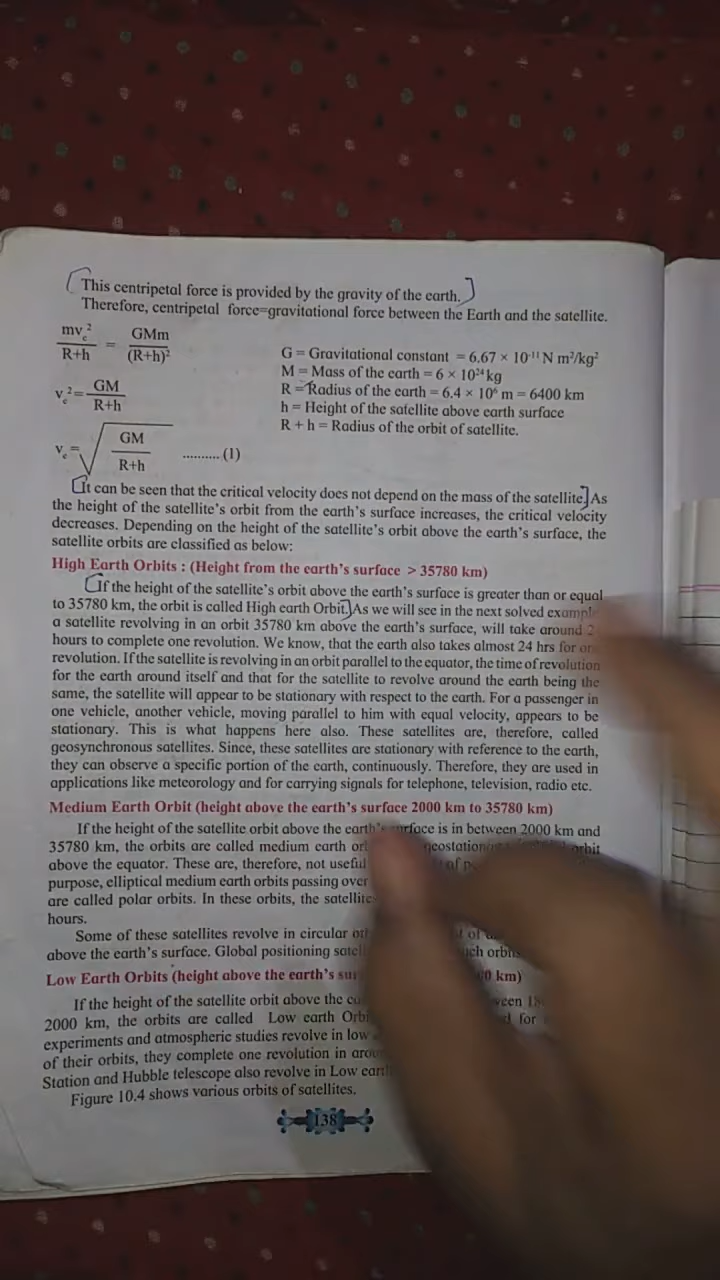 This centripetal force is provided by the gravity of the earth.
Therefore, centripetal force=gravitational force between the Earth and the satellite.
mv_c²/R+h = GMm/(R+h)²
v_c² = GM/R+h
v_c = √GM/R+h .......... (1)
G = Gravitational constant = 6.67 × 10⁻¹¹ N m²/kg²
M = Mass of the earth = 6 × 10²⁴ kg
R = Radius of the earth = 6.4 × 10⁶ m = 6400 km
h = Height of the satellite above earth surface
R + h = Radius of the orbit of satellite.
It can be seen that the critical velocity does not depend on the mass of the satellite. As
the height of the satellite's orbit from the earth's surface increases, the critical velocity
decreases. Depending on the height of the satellite's orbit above the earth's surface, the
satellite orbits are classified as below:
High Earth Orbits : (Height from the earth's surface > 35780 km)
If the height of the satellite's orbit above the earth's surface is greater than or equal
to 35780 km, the orbit is called High earth Orbit. As we will see in the next solved
a satellite revolving in an orbit 35780 km above the earth's surface, will take around
hours to complete one revolution. We know, that the earth also takes almost 24 hrs for
revolution. If the satellite is revolving in an orbit parallel to the equator, the time of revolution
for the earth around itself and that for the satellite to revolve around the earth being the
same, the satellite will appear to be stationary with respect to the earth. For a passenger in
one vehicle, another vehicle, moving parallel to him with equal velocity, appears to be
stationary. This is what happens here also. These satellites are, therefore, called
geosynchronous satellites. Since, these satellites are stationary with reference to the earth,
they can observe a specific portion of the earth, continuously. Therefore, they are used in
applications like meteorology and for carrying signals for telephone, television, radio etc.
Medium Earth Orbit (height above the earth's surface 2000 km to 35780 km)
If the height of the satellite orbit above the earth's surface is in between 2000 km and
35780 km, the orbits are called medium earth orbit
above the equator. These are, therefore, not useful of
purpose, elliptical medium earth orbits passing over
are called polar orbits. In these orbits, the
hours.
Some of these satellites revolve in circular of
above the earth's surface. Global positioning
Low Earth Orbits (height above the earth's km)
If the height of the satellite orbit above the
2000 km, the orbits are called Low earth for
experiments and atmospheric studies revolve in low
of their orbits, they complete one revolution in
Station and Hubble telescope also revolve in Low
Figure 10.4 shows various orbits of satellites.
138